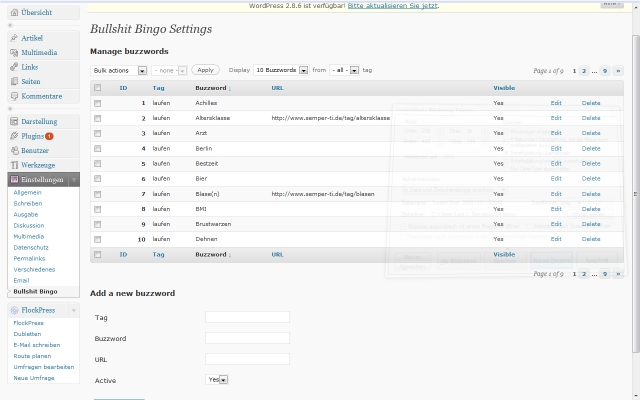 WordPress 2.8.6 ist verfügbar! Bitte aktualisieren Sie jetzt.
Übersicht
Artikel
Multimedia
Links
Seiten
Kommentare
Darstellung
Plugins 1
Benutzer
Werkzeuge
Einstellungen
Allgemein
Schreiben
Ausgabe
Diskussion
Multimedia
Datenschutz
Permalinks
Verschiedenes
Email
Bullshit Bingo
FlockPress
FlockPress
Dubletten
E-Mail schreiben
Route planen
Umfragen bearbeiten
Neue Umfrage
Bullshit Bingo Settings
Manage buzzwords
Bulk actions - none - Apply Display 10 Buzzwords from - all - tag Page 1 of 9 1 2 ... 9 »
ID Tag Buzzword ↓ URL Visible
1 laufen Achilles Yes Edit Delete
2 laufen Altersklasse http://www.semper-ti.de/tag/altersklasse Yes Edit Delete
3 laufen Arzt Yes Edit Delete
4 laufen Berlin Yes Edit Delete
5 laufen Bestzeit Yes Edit Delete
6 laufen Bier Yes Edit Delete
7 laufen Blase(n) http://www.semper-ti.de/tag/blasen Yes Edit Delete
8 laufen BMI Yes Edit Delete
9 laufen Brustwarzen Yes Edit Delete
10 laufen Dehnen Yes Edit Delete
ID Tag Buzzword ↓ URL Visible
Page 1 of 9 1 2 ... 9 »
Add a new buzzword
Tag
Buzzword
URL
Active Yes